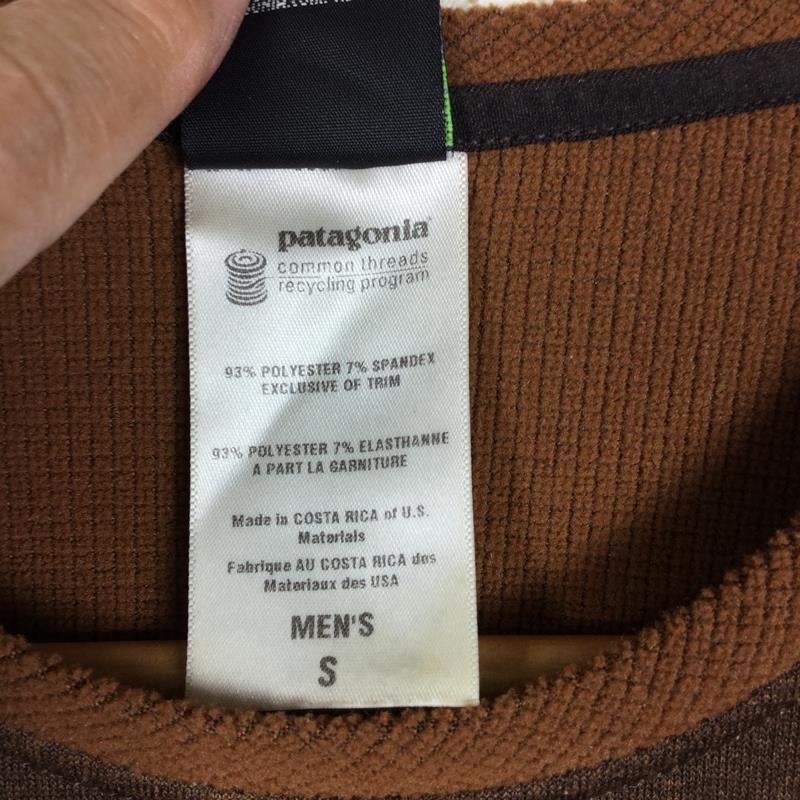 patagonia®
common threads
recycling program
93% POLYESTER 7% SPANDEX
EXCLUSIVE OF TRIM
93% POLYESTER 7% ELASTHANNE
A PART LA GARNITURE
Made in COSTA RICA of U.S.
Materials
Fabrique AU COSTA RICA des
Materiaux des USA
MEN'S
S